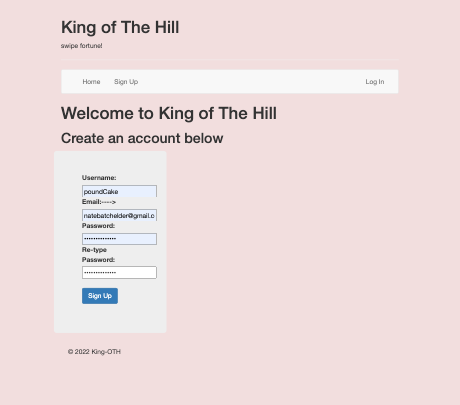 King of The Hill
swipe fortune!
Home Sign Up Log In
Welcome to King of The Hill
Create an account below
Username:
poundCake
Email:---->
natebatchelder@gmail.c
Password:
••••••••••••••
Re-type
Password:
••••••••••••••
Sign Up
© 2022 King-OTH